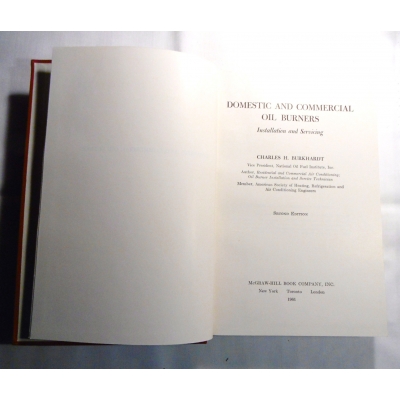 DOMESTIC AND COMMERCIAL
OIL BURNERS
Installation and Servicing
CHARLES H. BURKHARDT
Vice President, National Oil Fuel Institute, Inc.
Author, Residential and Commercial Air Conditioning
Oil Burner Installation and Service Technician
Member, American Society of Heating, Refrigeration and
Air-Conditioning Engineers
EDITION
McGRAW-HILL BOOK COMPANY, INC.
New York Toronto London